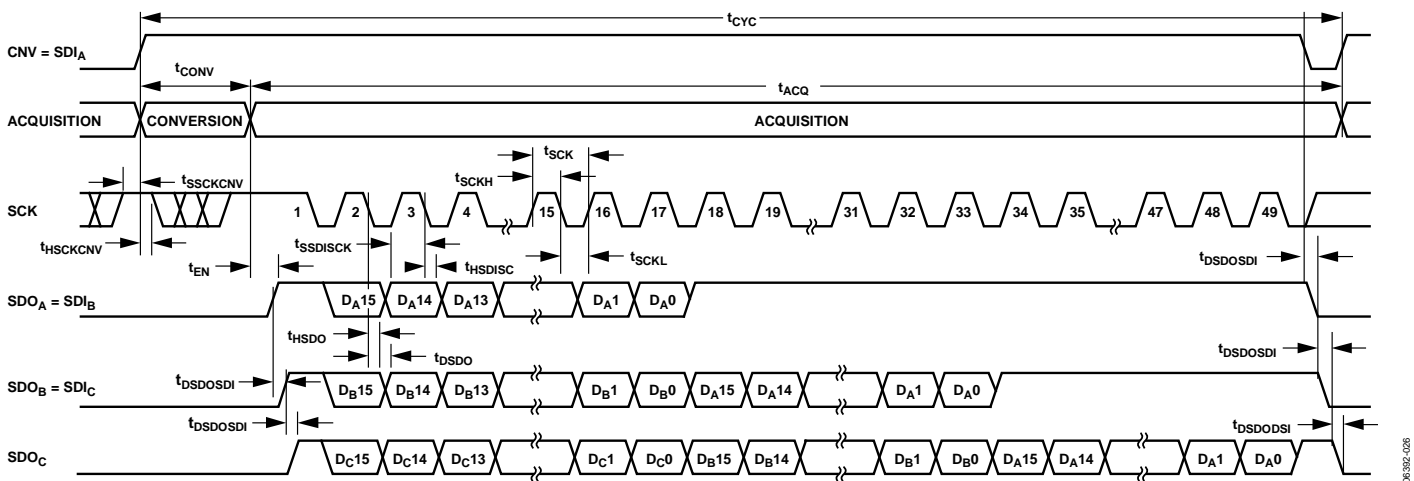 tCYC
CNV = SDIA
tCONV
tACQ
ACQUISITION CONVERSION ACQUISITION
tSCK
tSSCKCNV
tSCKH
SCK 1 2 3 4 15 16 17 18 19 31 32 33 34 35 47 48 49
tHSCKCNV
tSSDISCK
tHSDISC
tSCKL
tEN
tDSDOSDI
SDOA = SDIB DA15 DA14 DA13 DA1 DA0
tHSDO
tDSDO
tDSDOSDI
tDSDOSDI
SDOB = SDIC DB15 DB14 DB13 DB1 DB0 DA15 DA14 DA1 DA0
tDSDOSDI
tDSDODSI
SDOC DC15 DC14 DC13 DC1 DC0 DB15 DB14 DB1 DB0 DA15 DA14 DA1 DA0
06392-026